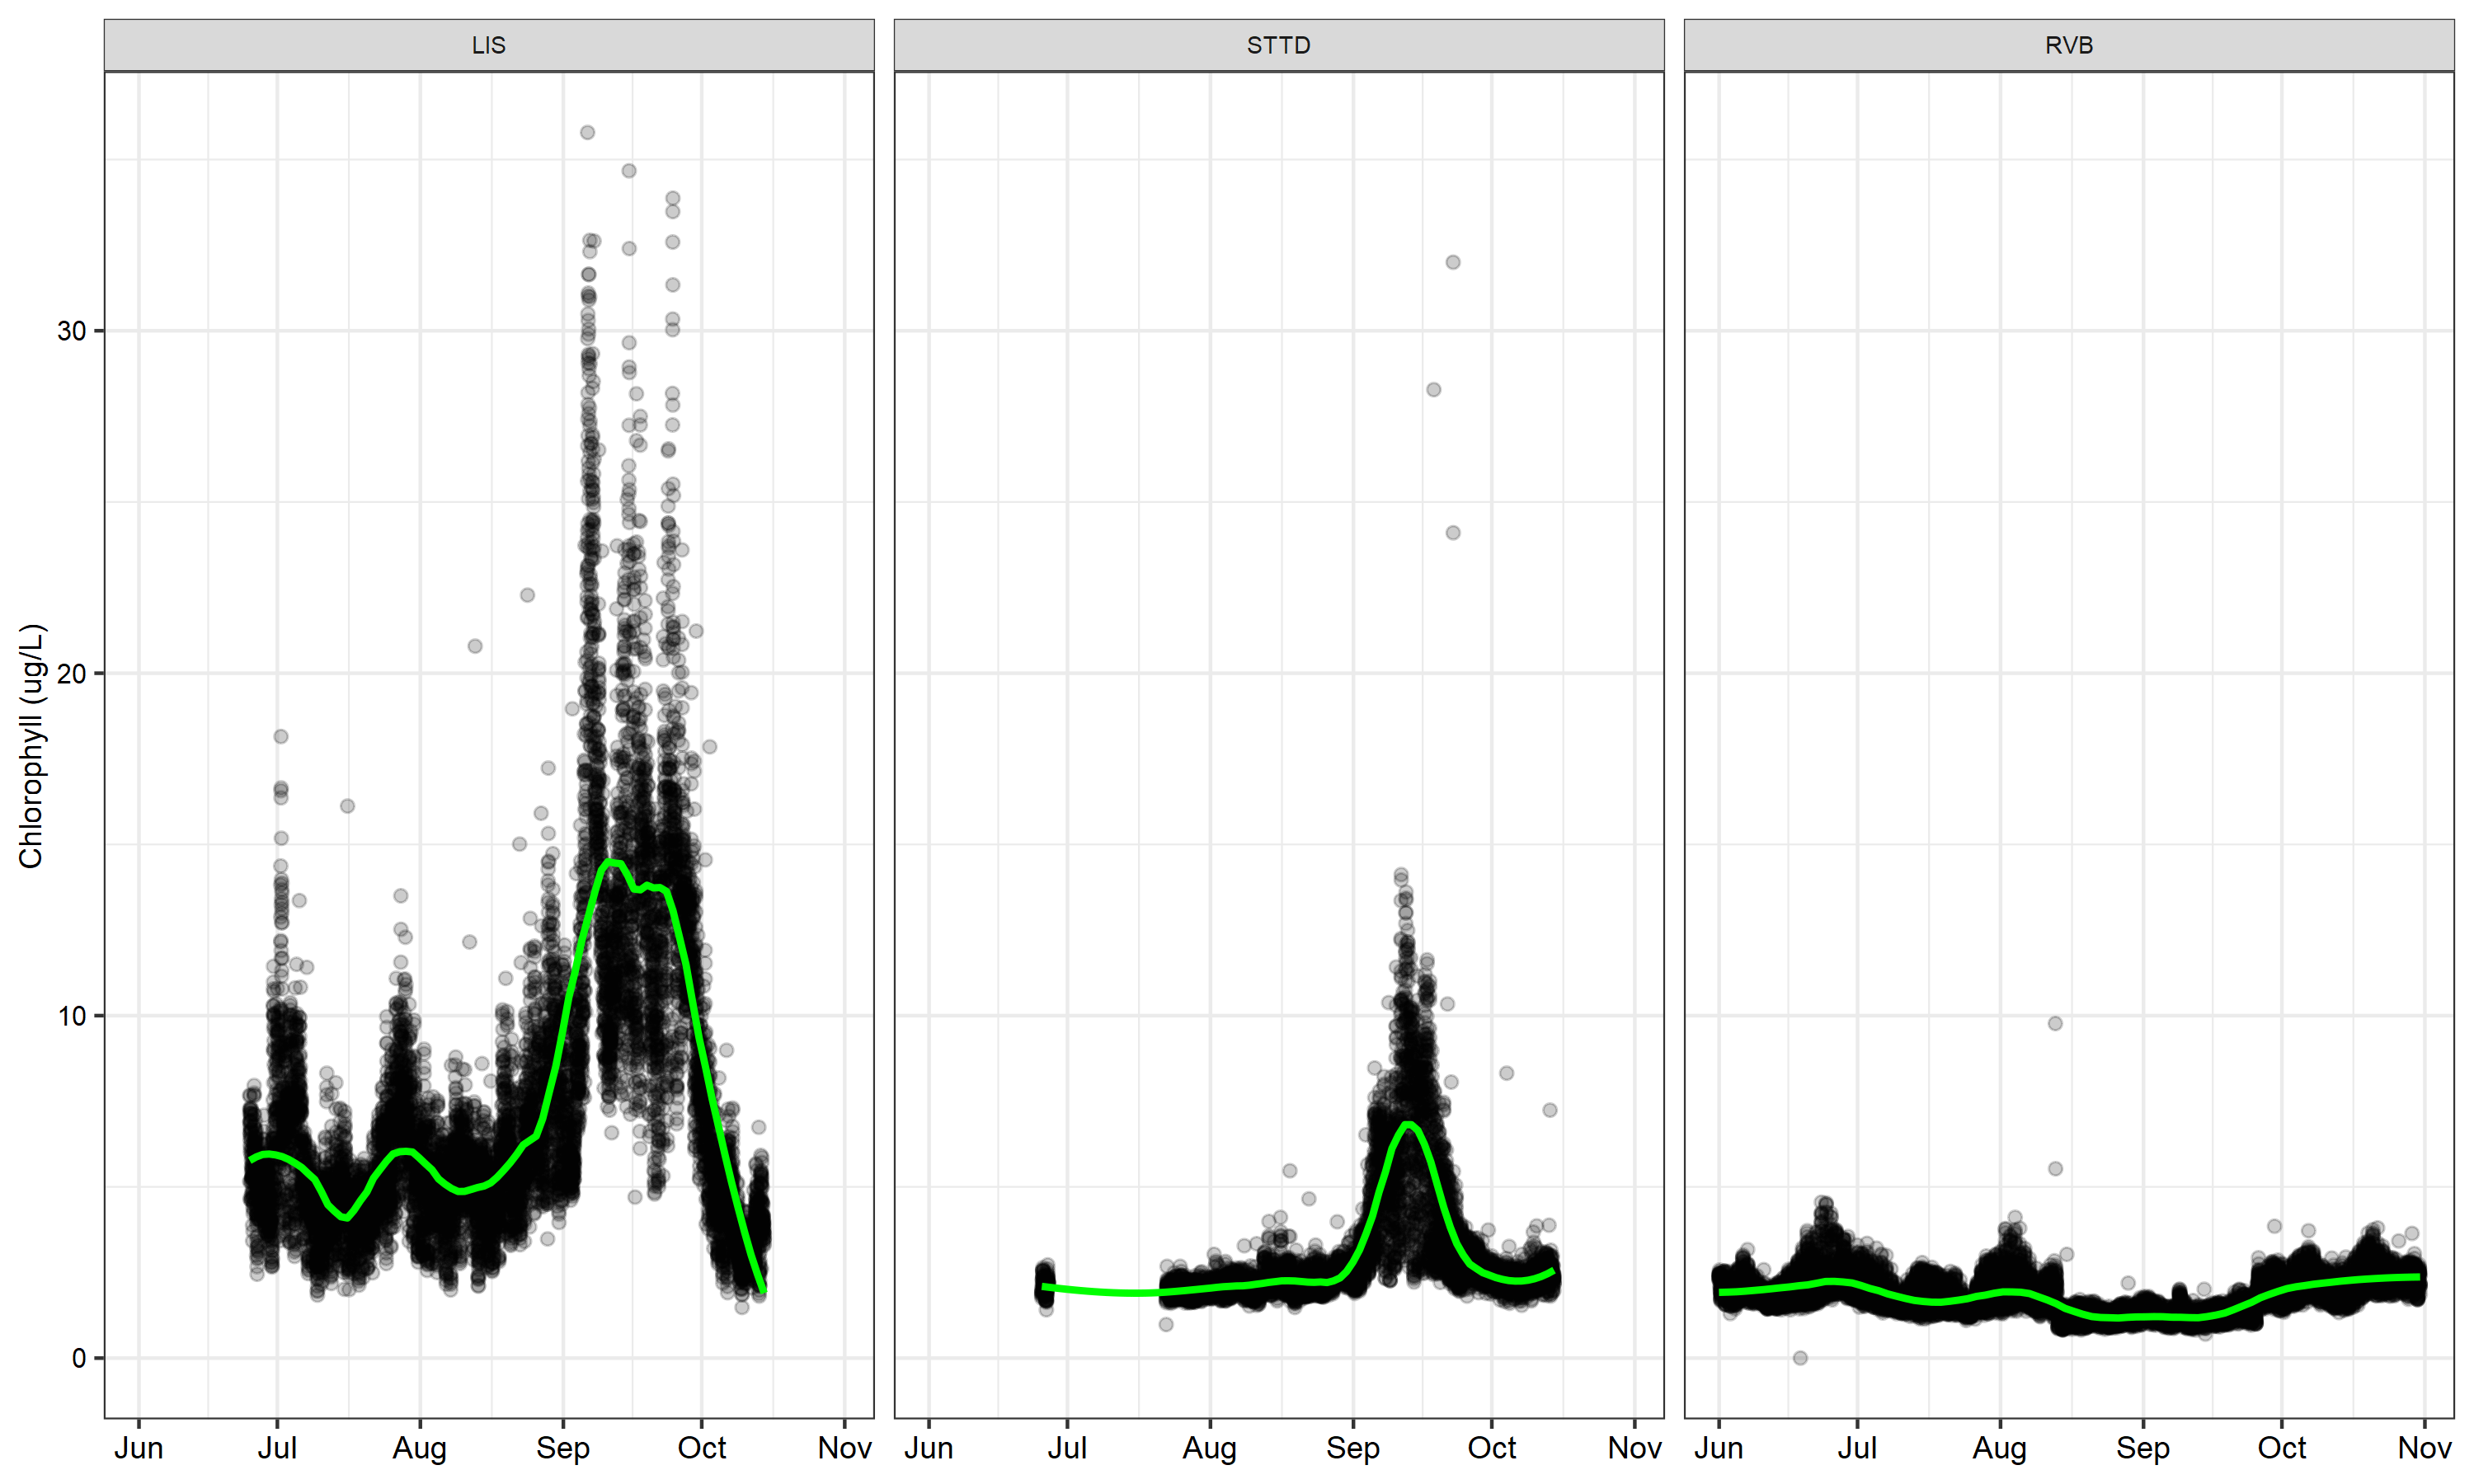 LIS STTD RVB
Chlorophyll (ug/L)
30
20
10
0
Jun Jul Aug Sep Oct Nov Jun Jul Aug Sep Oct Nov Jun Jul Aug Sep Oct Nov